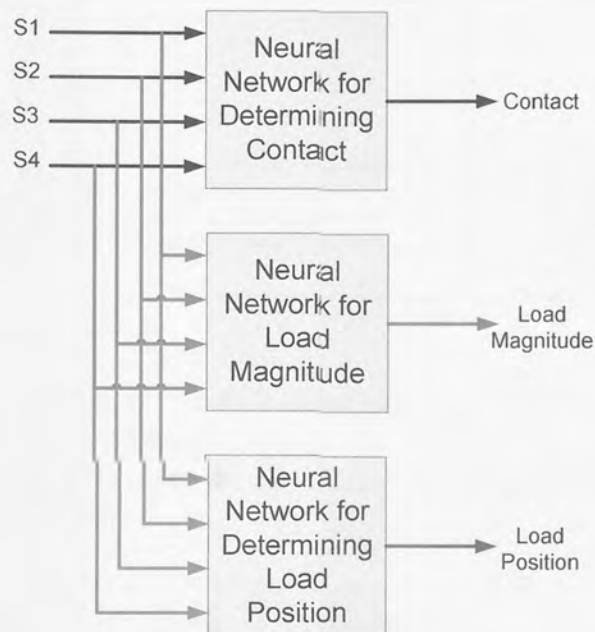 S1
S2
S3
S4
Neural
Network for
Determining
Contact
Contact
Neural
Network for
Load
Magnitude
Load
Magnitude
Neural
Network for
Determining
Load
Position
Load
Position